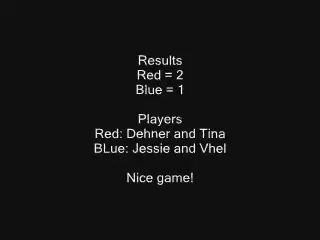 Results
Red = 2
Blue = 1
Players
Red: Dehner and Tina
BLue: Jessie and Vhel
Nice game!